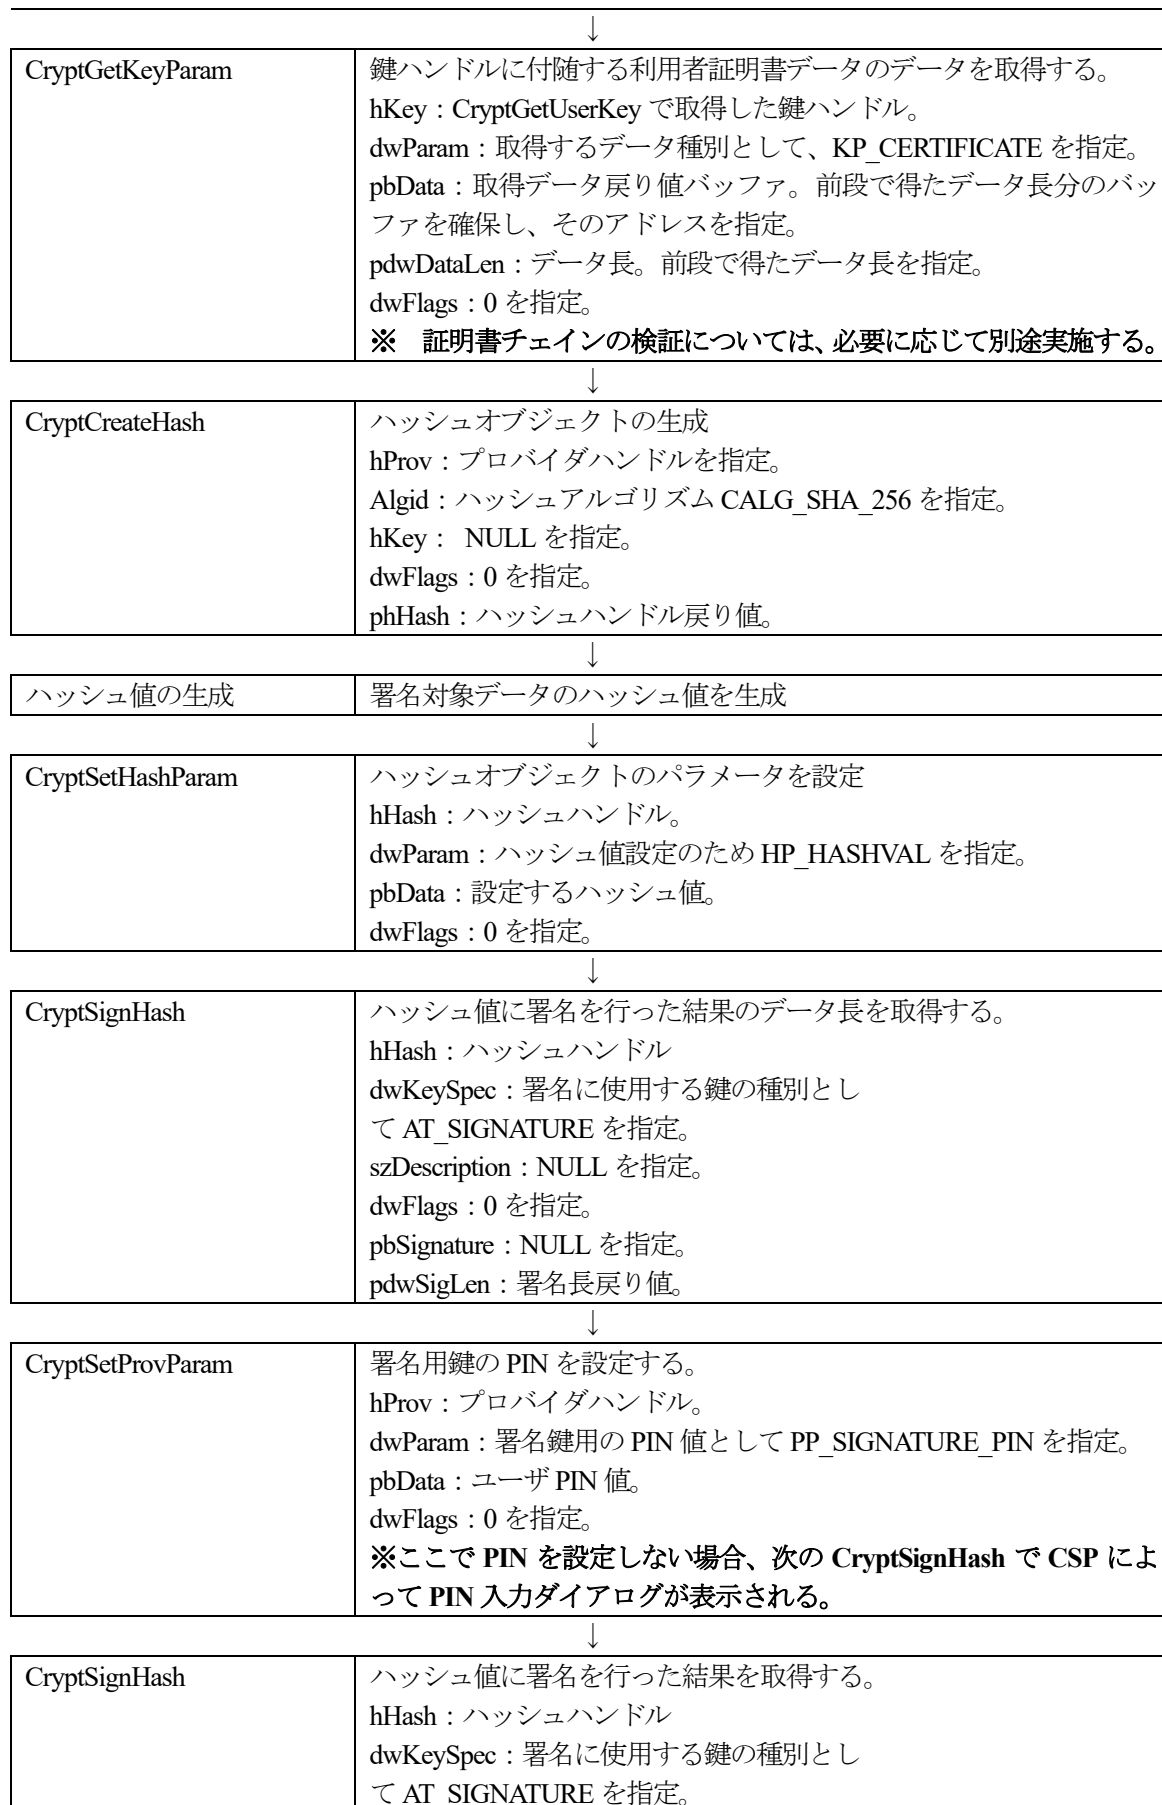 ↓
CryptGetKeyParam
鍵ハンドルに付随する利用者証明書データのデータを取得する。
hKey：CryptGetUserKey で取得した鍵ハンドル。
dwParam：取得するデータ種別として、KP_CERTIFICATE を指定。
pbData：取得データ戻り値バッファ。前段で得たデータ長分のバッ
ファを確保し、そのアドレスを指定。
pdwDataLen：データ長。前段で得たデータ長を指定。
dwFlags：0 を指定。
※　証明書チェインの検証については、必要に応じて別途実施する。
↓
CryptCreateHash
ハッシュオブジェクトの生成
hProv：プロバイダハンドルを指定。
Algid：ハッシュアルゴリズム CALG_SHA_256 を指定。
hKey： NULL を指定。
dwFlags：0 を指定。
phHash：ハッシュハンドル戻り値。
↓
ハッシュ値の生成
署名対象データのハッシュ値を生成
↓
CryptSetHashParam
ハッシュオブジェクトのパラメータを設定
hHash：ハッシュハンドル。
dwParam：ハッシュ値設定のため HP_HASHVAL を指定。
pbData：設定するハッシュ値。
dwFlags：0 を指定。
↓
CryptSignHash
ハッシュ値に署名を行った結果のデータ長を取得する。
hHash：ハッシュハンドル
dwKeySpec：署名に使用する鍵の種別とし
て AT_SIGNATURE を指定。
szDescription：NULL を指定。
dwFlags：0 を指定。
pbSignature：NULL を指定。
pdwSigLen：署名長戻り値。
↓
CryptSetProvParam
署名用鍵の PIN を設定する。
hProv：プロバイダハンドル。
dwParam：署名鍵用の PIN 値として PP_SIGNATURE_PIN を指定。
pbData：ユーザ PIN 値。
dwFlags：0 を指定。
※ここで PIN を設定しない場合、次の CryptSignHash で CSP によ
って PIN 入力ダイアログが表示される。
↓
CryptSignHash
ハッシュ値に署名を行った結果を取得する。
hHash：ハッシュハンドル
dwKeySpec：署名に使用する鍵の種別とし
て AT_SIGNATURE を指定。